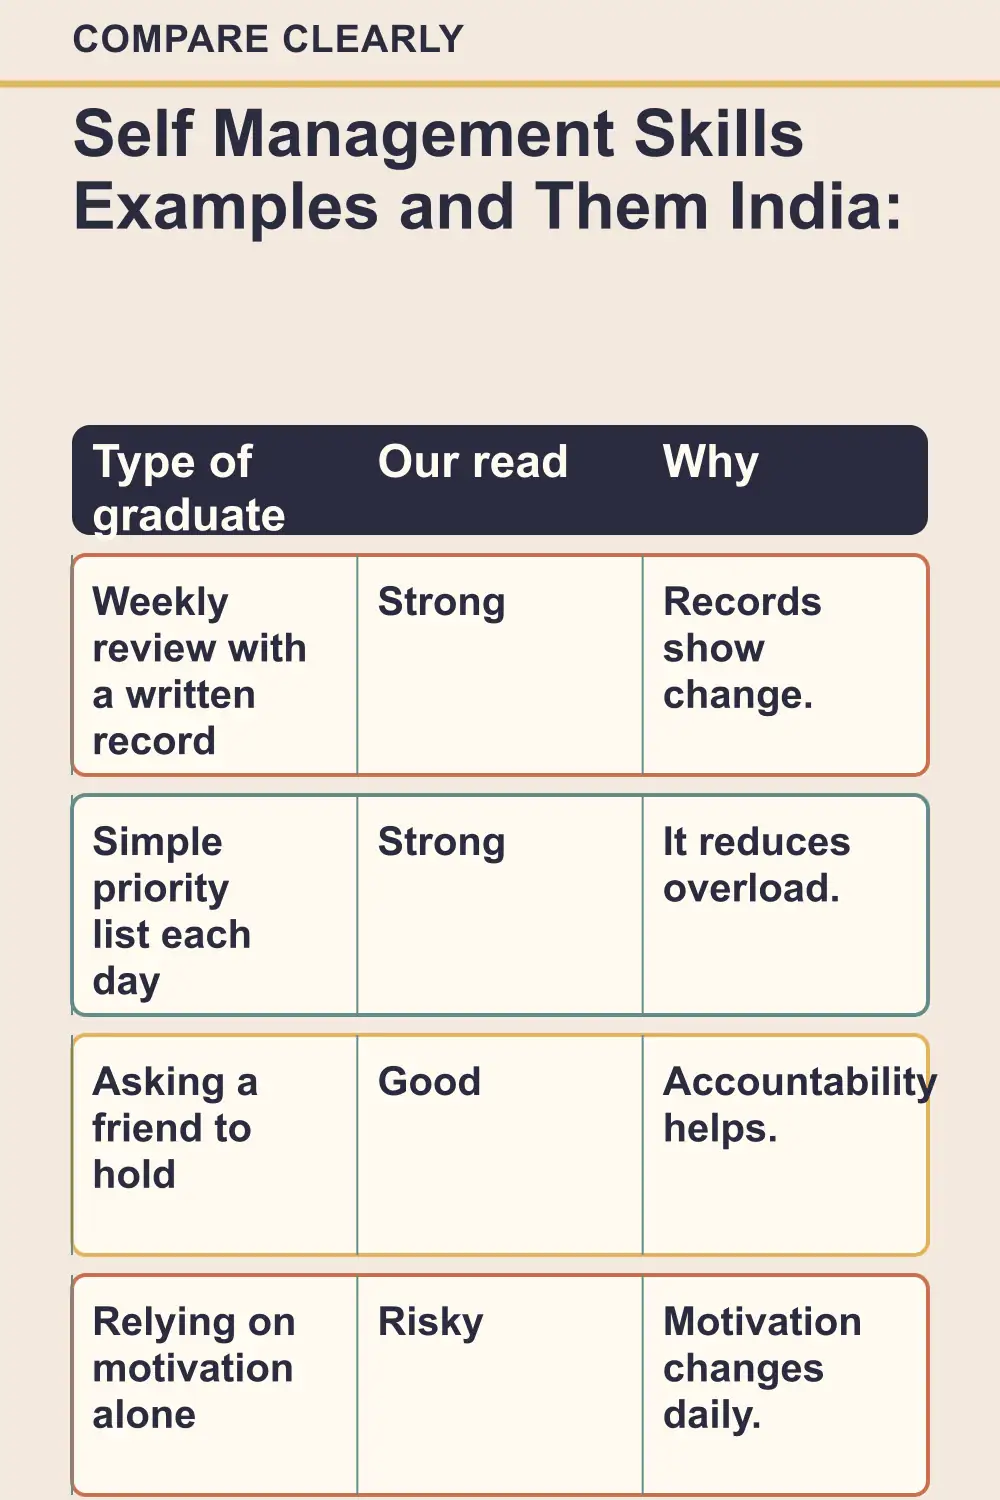 COMPARE CLEARLY
Self Management Skills
Examples and Them India:
Type of
graduate
Our read
Why
Weekly
review with
a written
record
Strong
Records
show
change.
Simple
priority
list each
day
Strong
It reduces
overload.
Asking a
friend to
hold
Good
Accountability
helps.
Relying on
motivation
alone
Risky
Motivation
changes
daily.